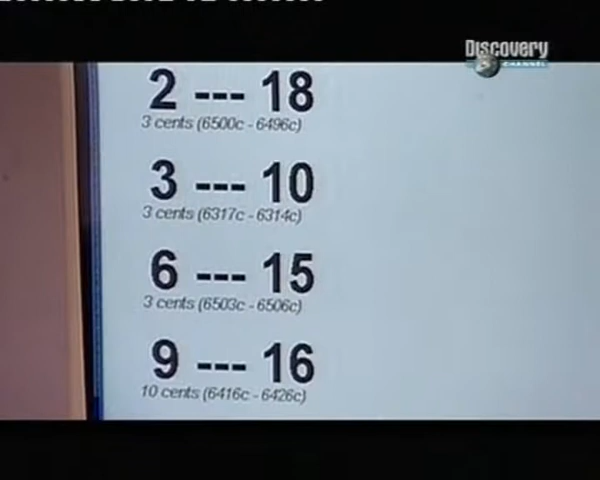 Discovery
CHANNEL
2 --- 18
3 cents (6500c - 6496c)
3 --- 10
3 cents (6317c - 6314c)
6 --- 15
3 cents (6503c - 6506c)
9 --- 16
10 cents (6416c - 6426c)